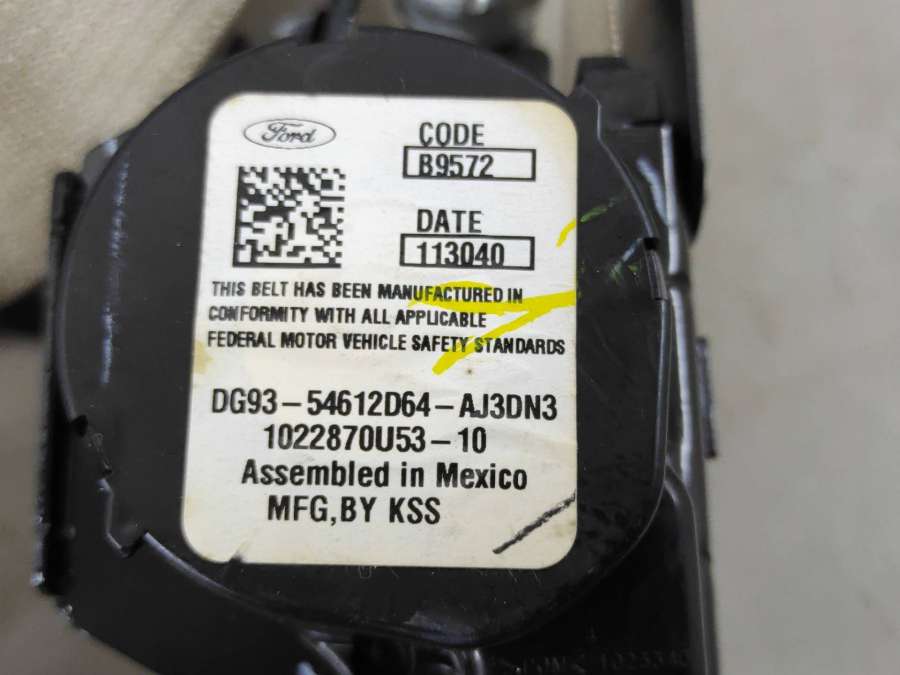 Ford
CODE
B9572
DATE
113040
THIS BELT HAS BEEN MANUFACTURED IN
CONFORMITY WITH ALL APPLICABLE
FEDERAL MOTOR VEHICLE SAFETY STANDARDS
DG93-54612D64-AJ3DN3
1022870U53-10
Assembled in Mexico
MFG,BY KSS